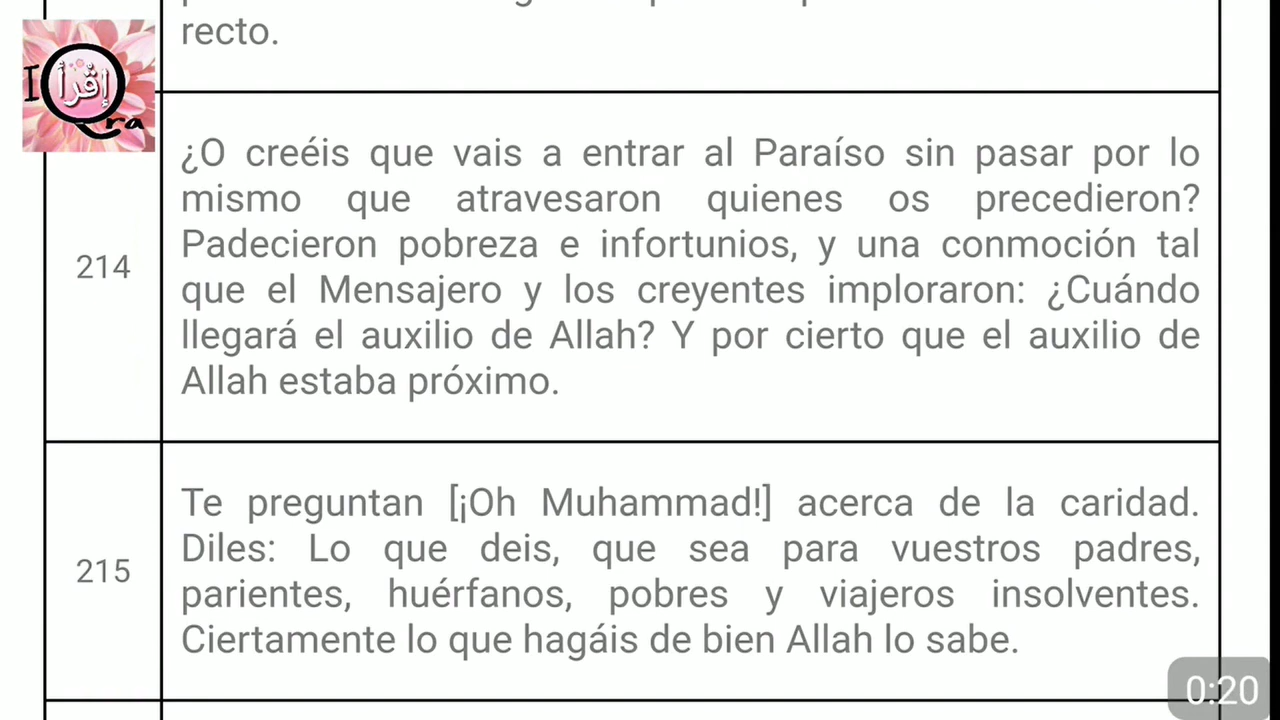 recto.
I إقرأ Qra
214
¿O creéis que vais a entrar al Paraíso sin pasar por lo
mismo que atravesaron quienes os precedieron?
Padecieron pobreza e infortunios, y una conmoción tal
que el Mensajero y los creyentes imploraron: ¿Cuándo
llegará el auxilio de Allah? Y por cierto que el auxilio de
Allah estaba próximo.
215
Te preguntan [¡Oh Muhammad!] acerca de la caridad.
Diles: Lo que deis, que sea para vuestros padres,
parientes, huérfanos, pobres y viajeros insolventes.
Ciertamente lo que hagáis de bien Allah lo sabe.
0:20